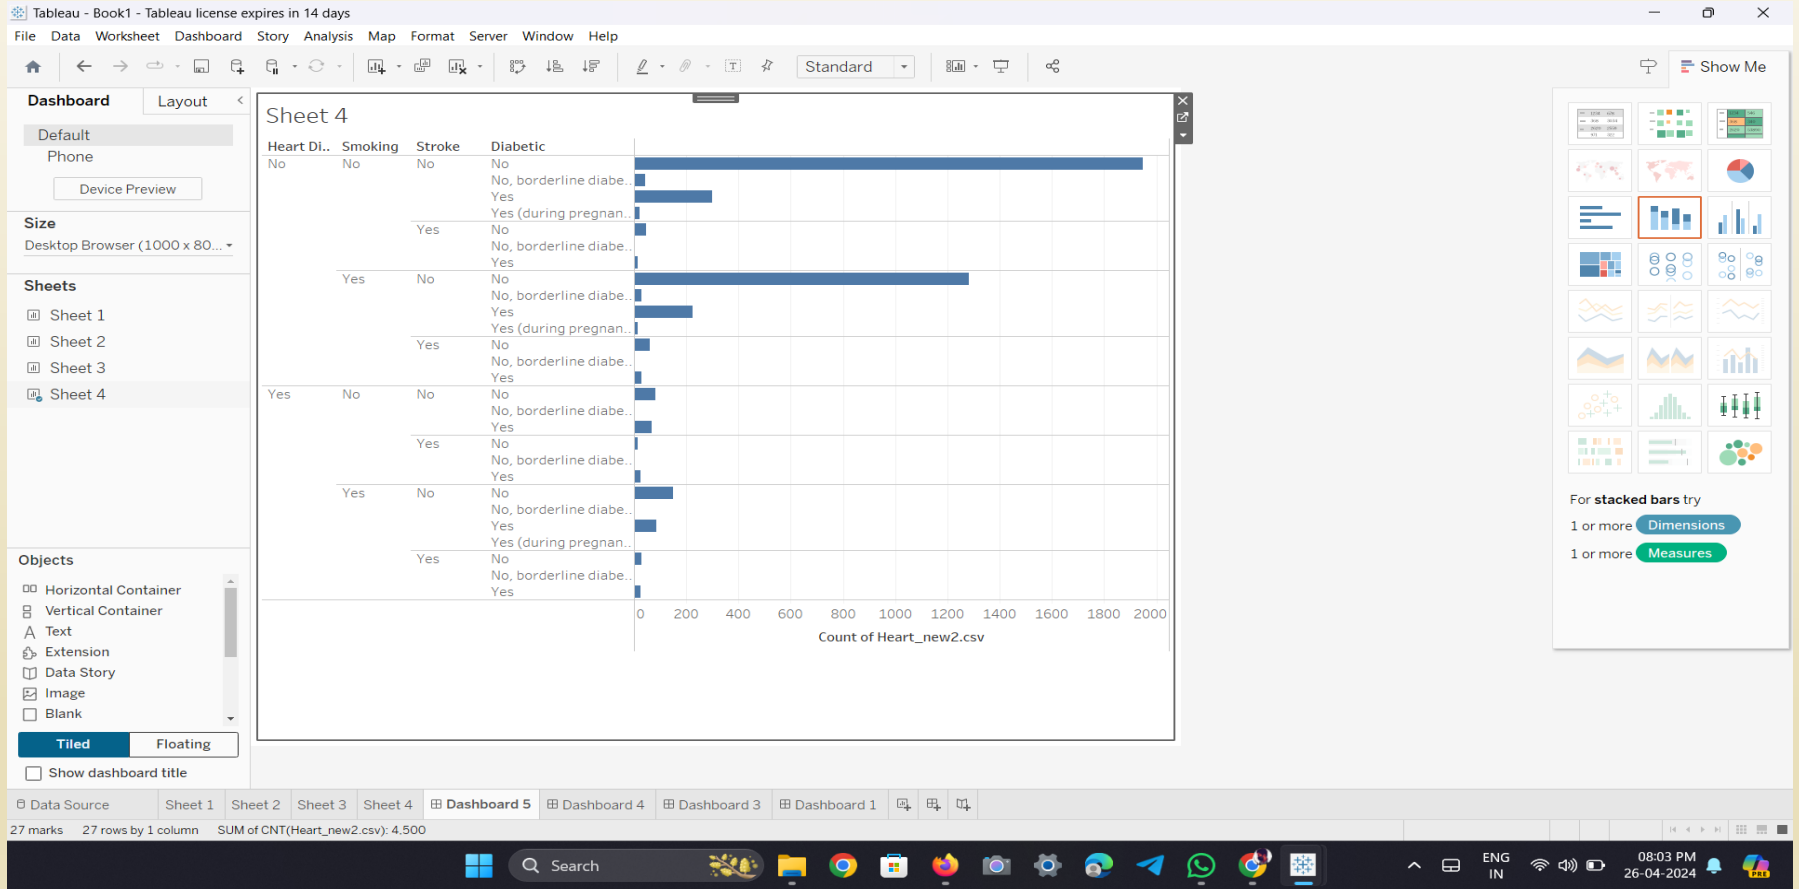 Tableau - Book1 - Tableau license expires in 14 days
File Data Worksheet Dashboard Story Analysis Map Format Server Window Help
Standard
Show Me
Dashboard Layout
Default
Phone
Device Preview
Size
Desktop Browser (1000 x 80...
Sheets
Sheet 1
Sheet 2
Sheet 3
Sheet 4
Objects
Horizontal Container
Vertical Container
Text
Extension
Data Story
Image
Blank
Tiled Floating
Show dashboard title
Sheet 4
Heart Di.. Smoking Stroke Diabetic
No No No No
No, borderline diabe..
Yes
Yes (during pregnan..
Yes No
No, borderline diabe..
Yes
Yes No No
No, borderline diabe..
Yes
Yes (during pregnan..
Yes No
No, borderline diabe..
Yes
Yes No No No
No, borderline diabe..
Yes
Yes No
No, borderline diabe..
Yes
Yes No No
No, borderline diabe..
Yes
Yes (during pregnan..
Yes No
No, borderline diabe..
Yes
0 200 400 600 800 1000 1200 1400 1600 1800 2000
Count of Heart_new2.csv
For stacked bars try
1 or more Dimensions
1 or more Measures
Data Source Sheet 1 Sheet 2 Sheet 3 Sheet 4 Dashboard 5 Dashboard 4 Dashboard 3 Dashboard 1
27 marks 27 rows by 1 column SUM of CNT(Heart_new2.csv): 4,500
Search
ENG
IN
08:03 PM
26-04-2024
PRE